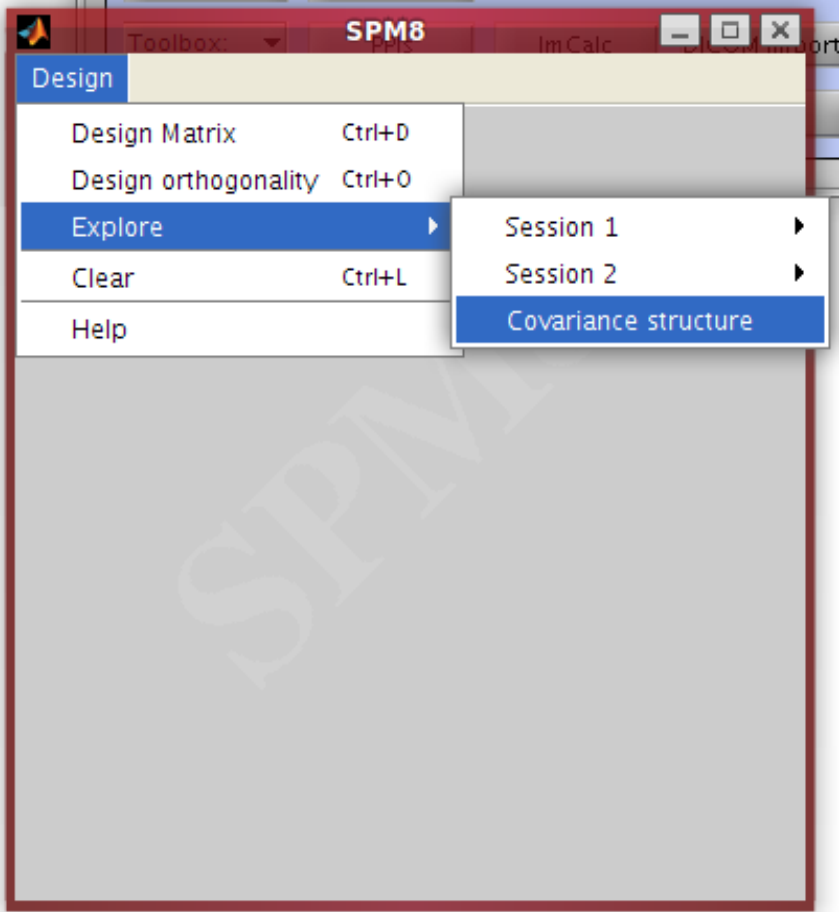 SPM8
Toolbox: PPIs ImCalc DICOM Import
Design
Design Matrix Ctrl+D
Design orthogonality Ctrl+O
Explore
Session 1
Clear Ctrl+L
Session 2
Help
Covariance structure
SPM8